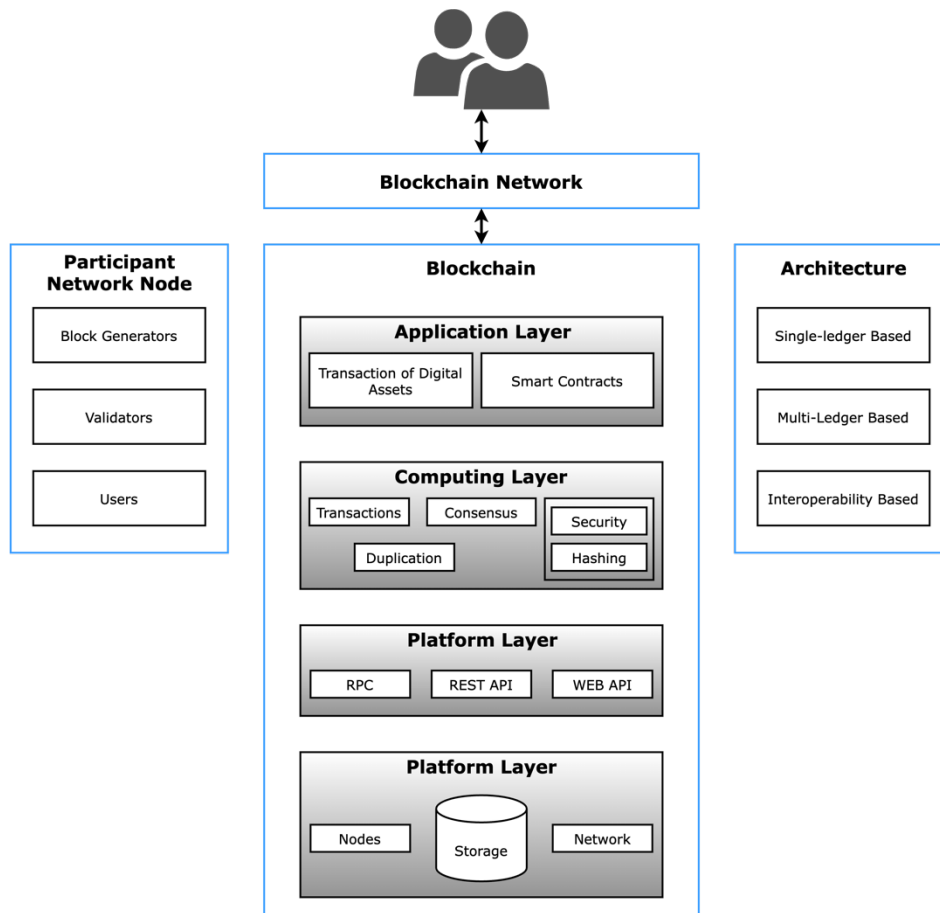 Blockchain Network
Participant
Network Node
Block Generators
Validators
Users
Blockchain
Application Layer
Transaction of Digital
Assets
Smart Contracts
Computing Layer
Transactions
Consensus
Security
Duplication
Hashing
Platform Layer
RPC
REST API
WEB API
Platform Layer
Nodes
Storage
Network
Architecture
Single-ledger Based
Multi-Ledger Based
Interoperability Based